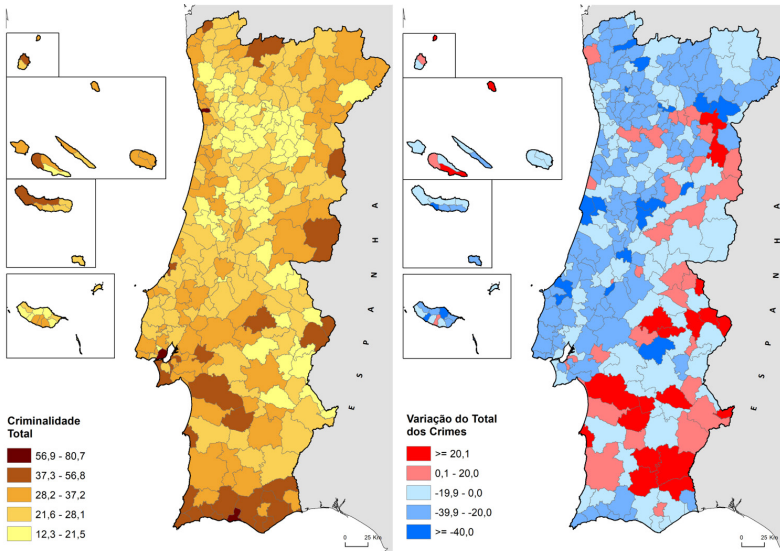 E S P A N H A
Criminalidade
Total
56,9 - 80,7
37,3 - 56,8
28,2 - 37,2
21,6 - 28,1
12,3 - 21,5
0 25 Km
E S P A N H A
Variação do Total
dos Crimes
>= 20,1
0,1 - 20,0
-19,9 - 0,0
-39,9 - -20,0
>= -40,0
0 25 Km